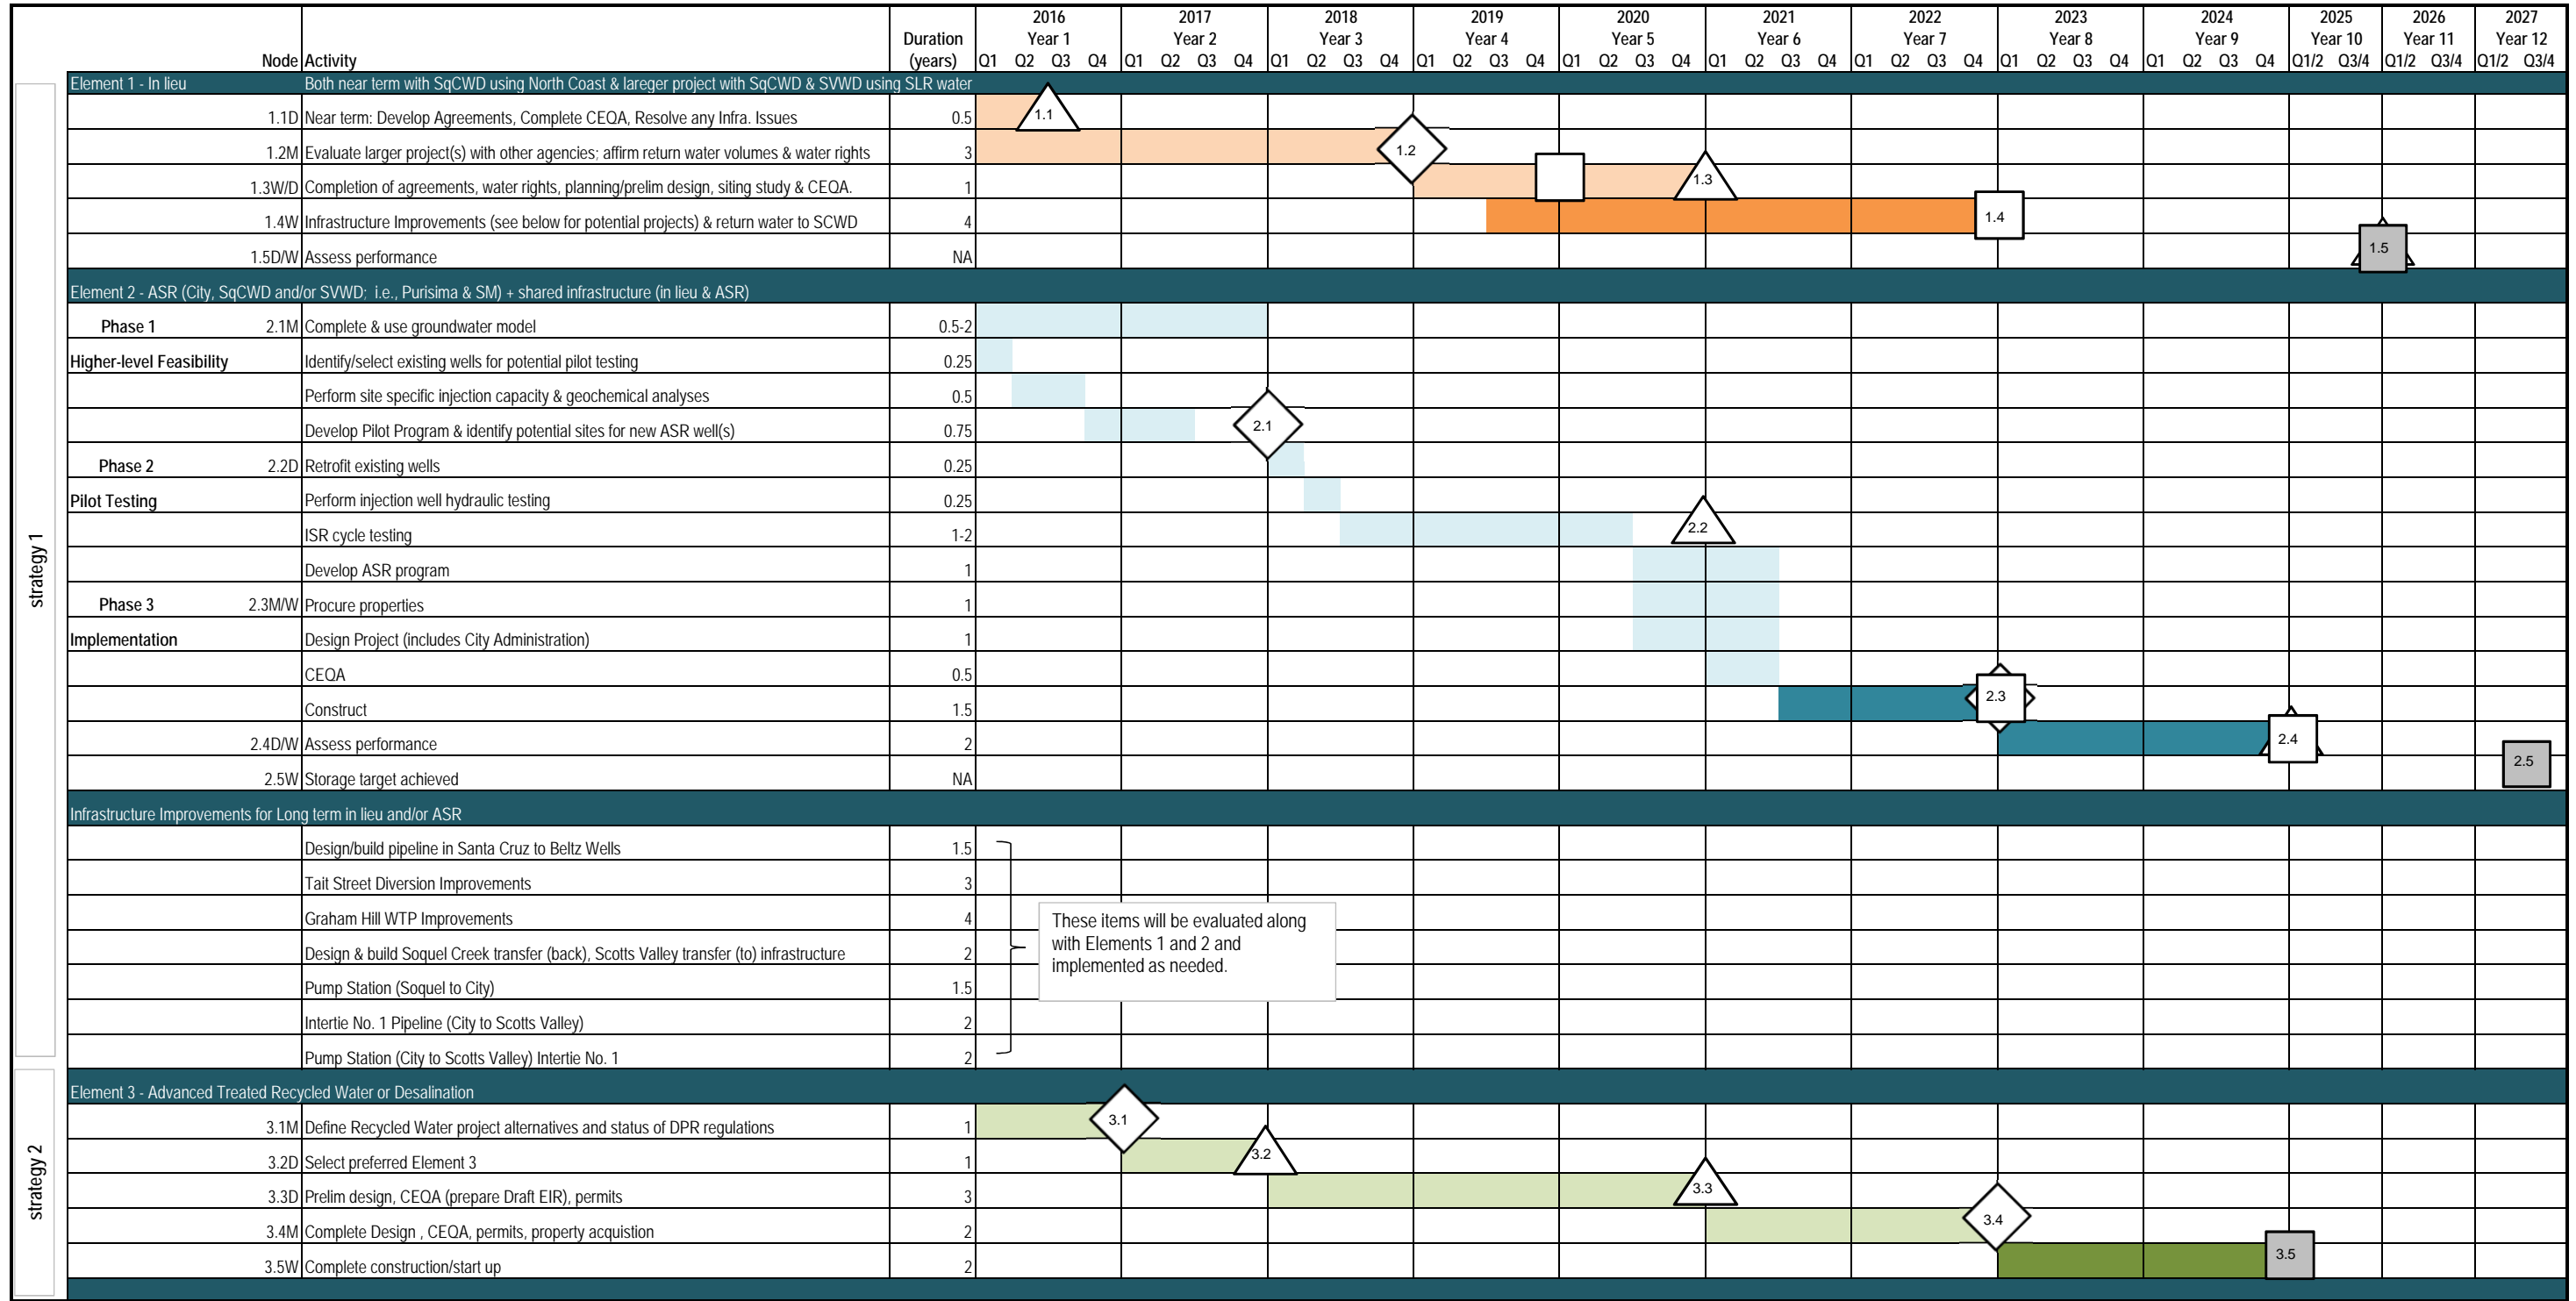 2016 2017 2018 2019 2020 2021 2022 2023 2024 2025 2026 2027
Duration Year 1 Year 2 Year 3 Year 4 Year 5 Year 6 Year 7 Year 8 Year 9 Year 10 Year 11 Year 12
Node Activity (years) Q1 Q2 Q3 Q4 Q1 Q2 Q3 Q4 Q1 Q2 Q3 Q4 Q1 Q2 Q3 Q4 Q1 Q2 Q3 Q4 Q1 Q2 Q3 Q4 Q1 Q2 Q3 Q4 Q1 Q2 Q3 Q4 Q1 Q2 Q3 Q4 Q1/2 Q3/4 Q1/2 Q3/4 Q1/2 Q3/4
strategy 1
Element 1 - In lieu Both near term with SqCWD using North Coast & lareger project with SqCWD & SVWD using SLR water
1.1D Near term: Develop Agreements, Complete CEQA, Resolve any Infra. Issues 0.5 1.1
1.2M Evaluate larger project(s) with other agencies; affirm return water volumes & water rights 3 1.2
1.3W/D Completion of agreements, water rights, planning/prelim design, siting study & CEQA. 1 1.3
1.4W Infrastructure Improvements (see below for potential projects) & return water to SCWD 4 1.4
1.5D/W Assess performance NA 1.5
Element 2 - ASR (City, SqCWD and/or SVWD; i.e., Purisima & SM) + shared infrastructure (in lieu & ASR)
Phase 1 2.1M Complete & use groundwater model 0.5-2
Higher-level Feasibility Identify/select existing wells for potential pilot testing 0.25
Perform site specific injection capacity & geochemical analyses 0.5
Develop Pilot Program & identify potential sites for new ASR well(s) 0.75 2.1
Phase 2 2.2D Retrofit existing wells 0.25
Pilot Testing Perform injection well hydraulic testing 0.25
ISR cycle testing 1-2 2.2
Develop ASR program 1
Phase 3 2.3M/W Procure properties 1
Implementation Design Project (includes City Administration) 1
CEQA 0.5
Construct 1.5 2.3
2.4D/W Assess performance 2 2.4
2.5W Storage target achieved NA 2.5
Infrastructure Improvements for Long term in lieu and/or ASR
Design/build pipeline in Santa Cruz to Beltz Wells 1.5
Tait Street Diversion Improvements 3
Graham Hill WTP Improvements 4
Design & build Soquel Creek transfer (back), Scotts Valley transfer (to) infrastructure 2
Pump Station (Soquel to City) 1.5
Intertie No. 1 Pipeline (City to Scotts Valley) 2
Pump Station (City to Scotts Valley) Intertie No. 1 2
These items will be evaluated along
with Elements 1 and 2 and
implemented as needed.
strategy 2
Element 3 - Advanced Treated Recycled Water or Desalination
3.1M Define Recycled Water project alternatives and status of DPR regulations 1 3.1
3.2D Select preferred Element 3 1 3.2
3.3D Prelim design, CEQA (prepare Draft EIR), permits 3 3.3
3.4M Complete Design , CEQA, permits, property acquistion 2 3.4
3.5W Complete construction/start up 2 3.5